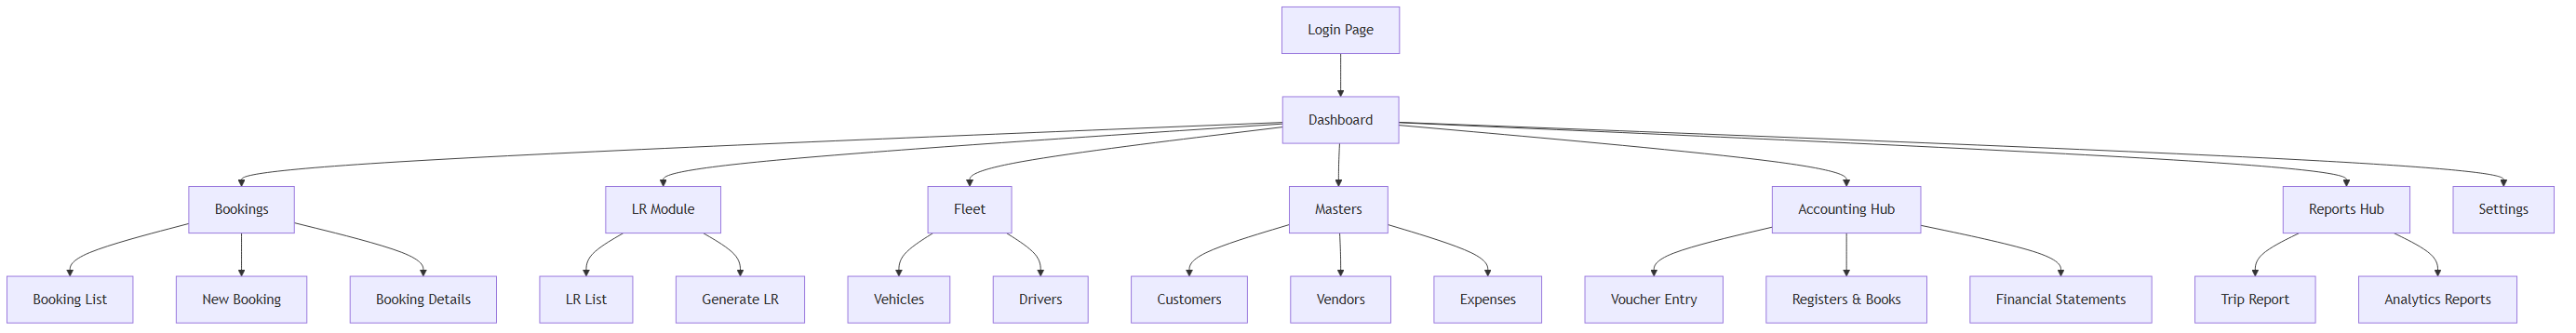 Login Page
Dashboard
Bookings
LR Module
Fleet
Masters
Accounting Hub
Reports Hub
Settings
Booking List
New Booking
Booking Details
LR List
Generate LR
Vehicles
Drivers
Customers
Vendors
Expenses
Voucher Entry
Registers & Books
Financial Statements
Trip Report
Analytics Reports